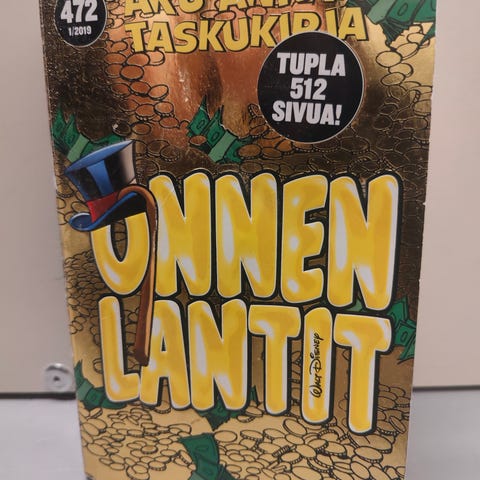 472
1/2019
AKU ANKAN
TASKUKIRJA
TUPLA
512
SIVUA!
ONNEN
LANTIT
WALT DISNEY